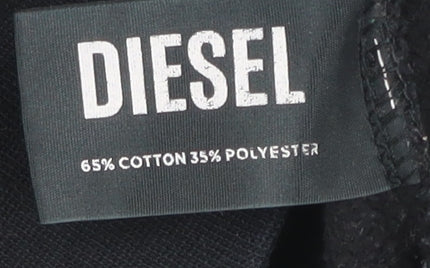 DIESEL
65% COTTON 35% POLYESTER